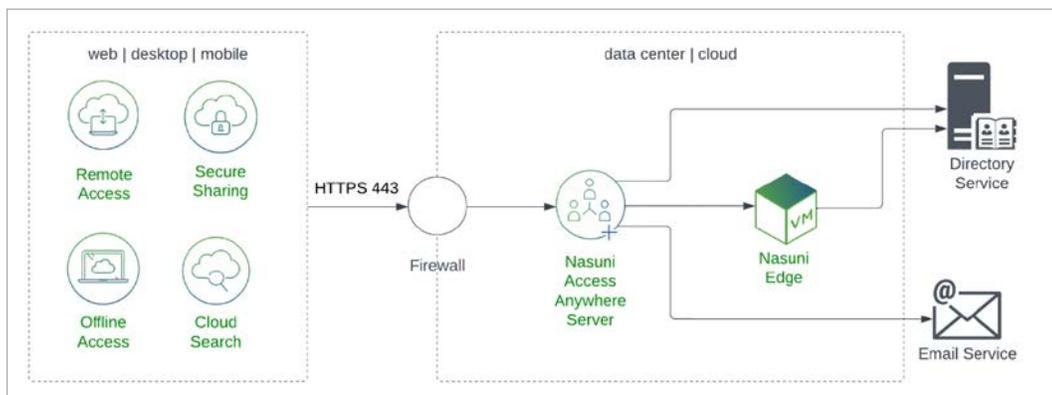 web | desktop | mobile
Remote
Access
Secure
Sharing
Offline
Access
Cloud
Search
HTTPS 443
Firewall
data center | cloud
Nasuni
Access
Anywhere
Server
VM
Nasuni
Edge
Directory
Service
@
Email Service